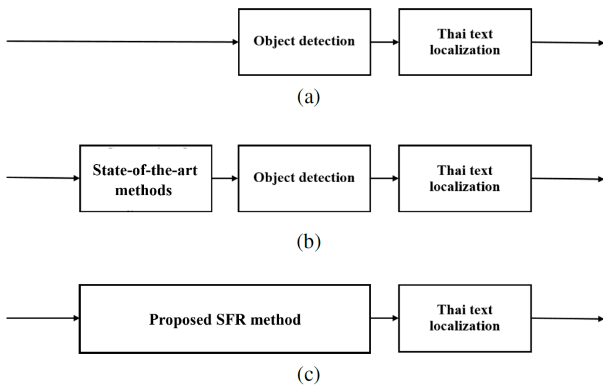 Object detection
Thai text
localization
(a)
State-of-the-art
methods
Object detection
Thai text
localization
(b)
Proposed SFR method
Thai text
localization
(c)